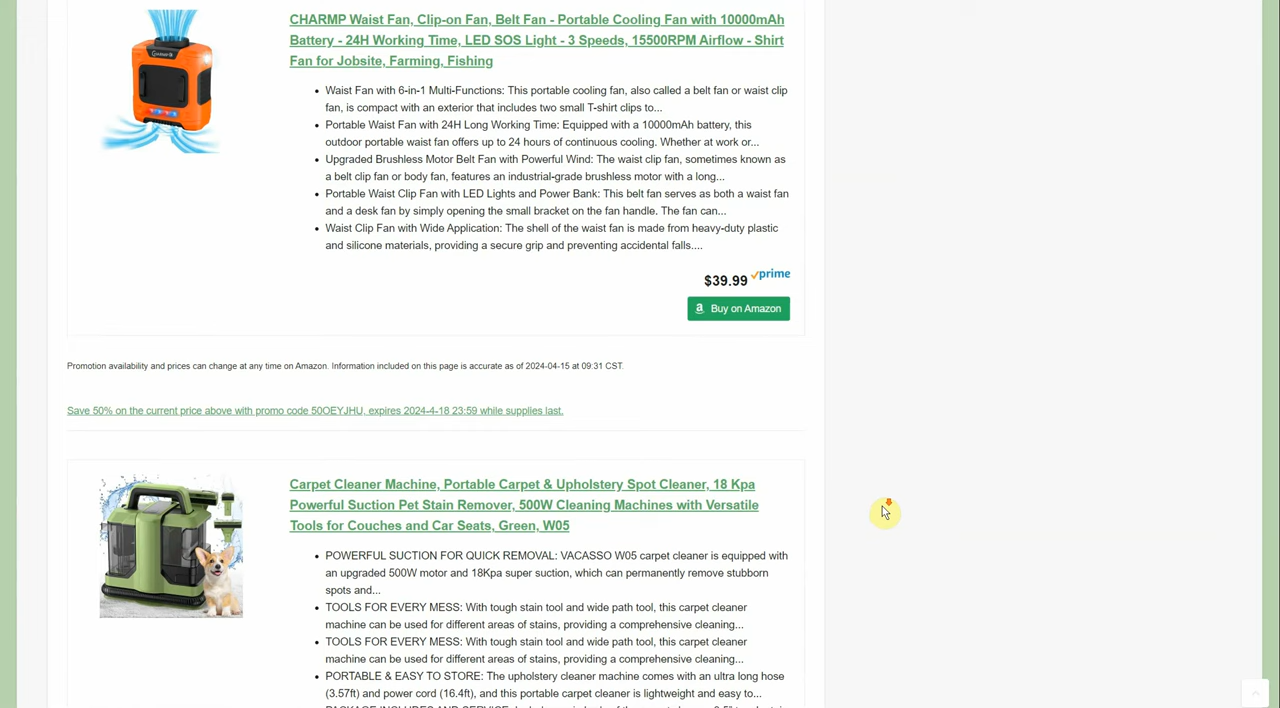 CHARMP Waist Fan, Clip-on Fan, Belt Fan - Portable Cooling Fan with 10000mAh
Battery - 24H Working Time, LED SOS Light - 3 Speeds, 15500RPM Airflow - Shirt
Fan for Jobsite, Farming, Fishing
• Waist Fan with 6-in-1 Multi-Functions: This portable cooling fan, also called a belt fan or waist clip
fan, is compact with an exterior that includes two small T-shirt clips to...
• Portable Waist Fan with 24H Long Working Time: Equipped with a 10000mAh battery, this
outdoor portable waist fan offers up to 24 hours of continuous cooling. Whether at work or...
• Upgraded Brushless Motor Belt Fan with Powerful Wind: The waist clip fan, sometimes known as
a belt clip fan or body fan, features an industrial-grade brushless motor with a long...
• Portable Waist Clip Fan with LED Lights and Power Bank: This belt fan serves as both a waist fan
and a desk fan by simply opening the small bracket on the fan handle. The fan can...
• Waist Clip Fan with Wide Application: The shell of the waist fan is made from heavy-duty plastic
and silicone materials, providing a secure grip and preventing accidental falls....
$39.99 prime
Buy on Amazon
Promotion availability and prices can change at any time on Amazon. Information included on this page is accurate as of 2024-04-15 at 09:31 CST.
Save 50% on the current price above with promo code 50OEYJHU, expires 2024-4-18 23:59 while supplies last.
Carpet Cleaner Machine, Portable Carpet & Upholstery Spot Cleaner, 18 Kpa
Powerful Suction Pet Stain Remover, 500W Cleaning Machines with Versatile
Tools for Couches and Car Seats, Green, W05
• POWERFUL SUCTION FOR QUICK REMOVAL: VACASSO W05 carpet cleaner is equipped with
an upgraded 500W motor and 18Kpa super suction, which can permanently remove stubborn
spots and...
• TOOLS FOR EVERY MESS: With tough stain tool and wide path tool, this carpet cleaner
machine can be used for different areas of stains, providing a comprehensive cleaning...
• TOOLS FOR EVERY MESS: With tough stain tool and wide path tool, this carpet cleaner
machine can be used for different areas of stains, providing a comprehensive cleaning...
• PORTABLE & EASY TO STORE: The upholstery cleaner machine comes with an ultra long hose
(3.57ft) and power cord (16.4ft), and this portable carpet cleaner is lightweight and easy to...